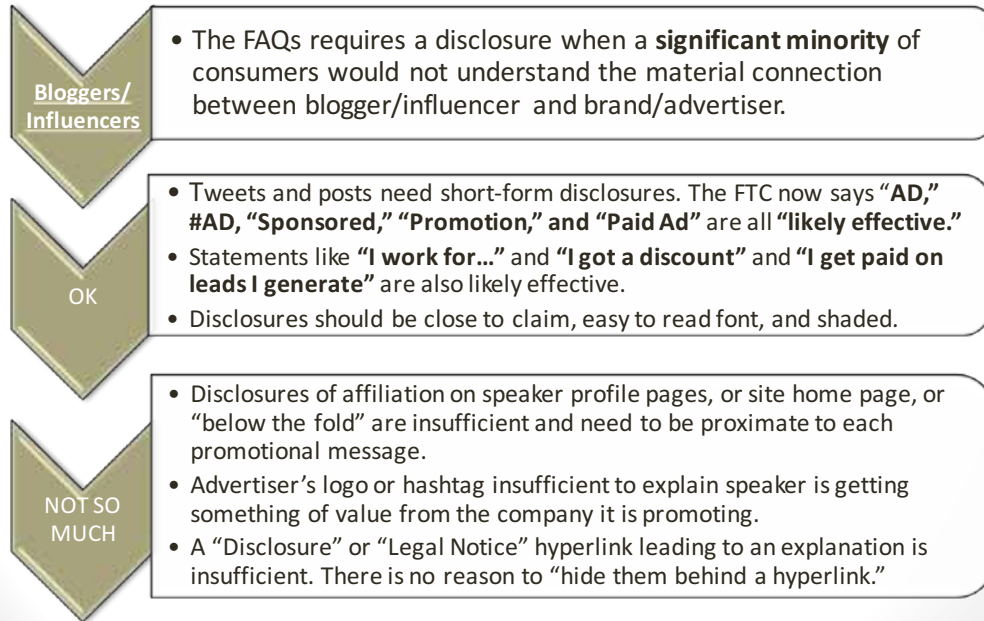 Bloggers/
Influencers
• The FAQs requires a disclosure when a significant minority of
consumers would not understand the material connection
between blogger/influencer and brand/advertiser.
OK
• Tweets and posts need short-form disclosures. The FTC now says “AD,”
#AD, “Sponsored,” “Promotion,” and “Paid Ad” are all “likely effective.”
• Statements like “I work for…” and “I got a discount” and “I get paid on
leads I generate” are also likely effective.
• Disclosures should be close to claim, easy to read font, and shaded.
NOT SO
MUCH
• Disclosures of affiliation on speaker profile pages, or site home page, or
“below the fold” are insufficient and need to be proximate to each
promotional message.
• Advertiser’s logo or hashtag insufficient to explain speaker is getting
something of value from the company it is promoting.
• A “Disclosure” or “Legal Notice” hyperlink leading to an explanation is
insufficient. There is no reason to “hide them behind a hyperlink.”